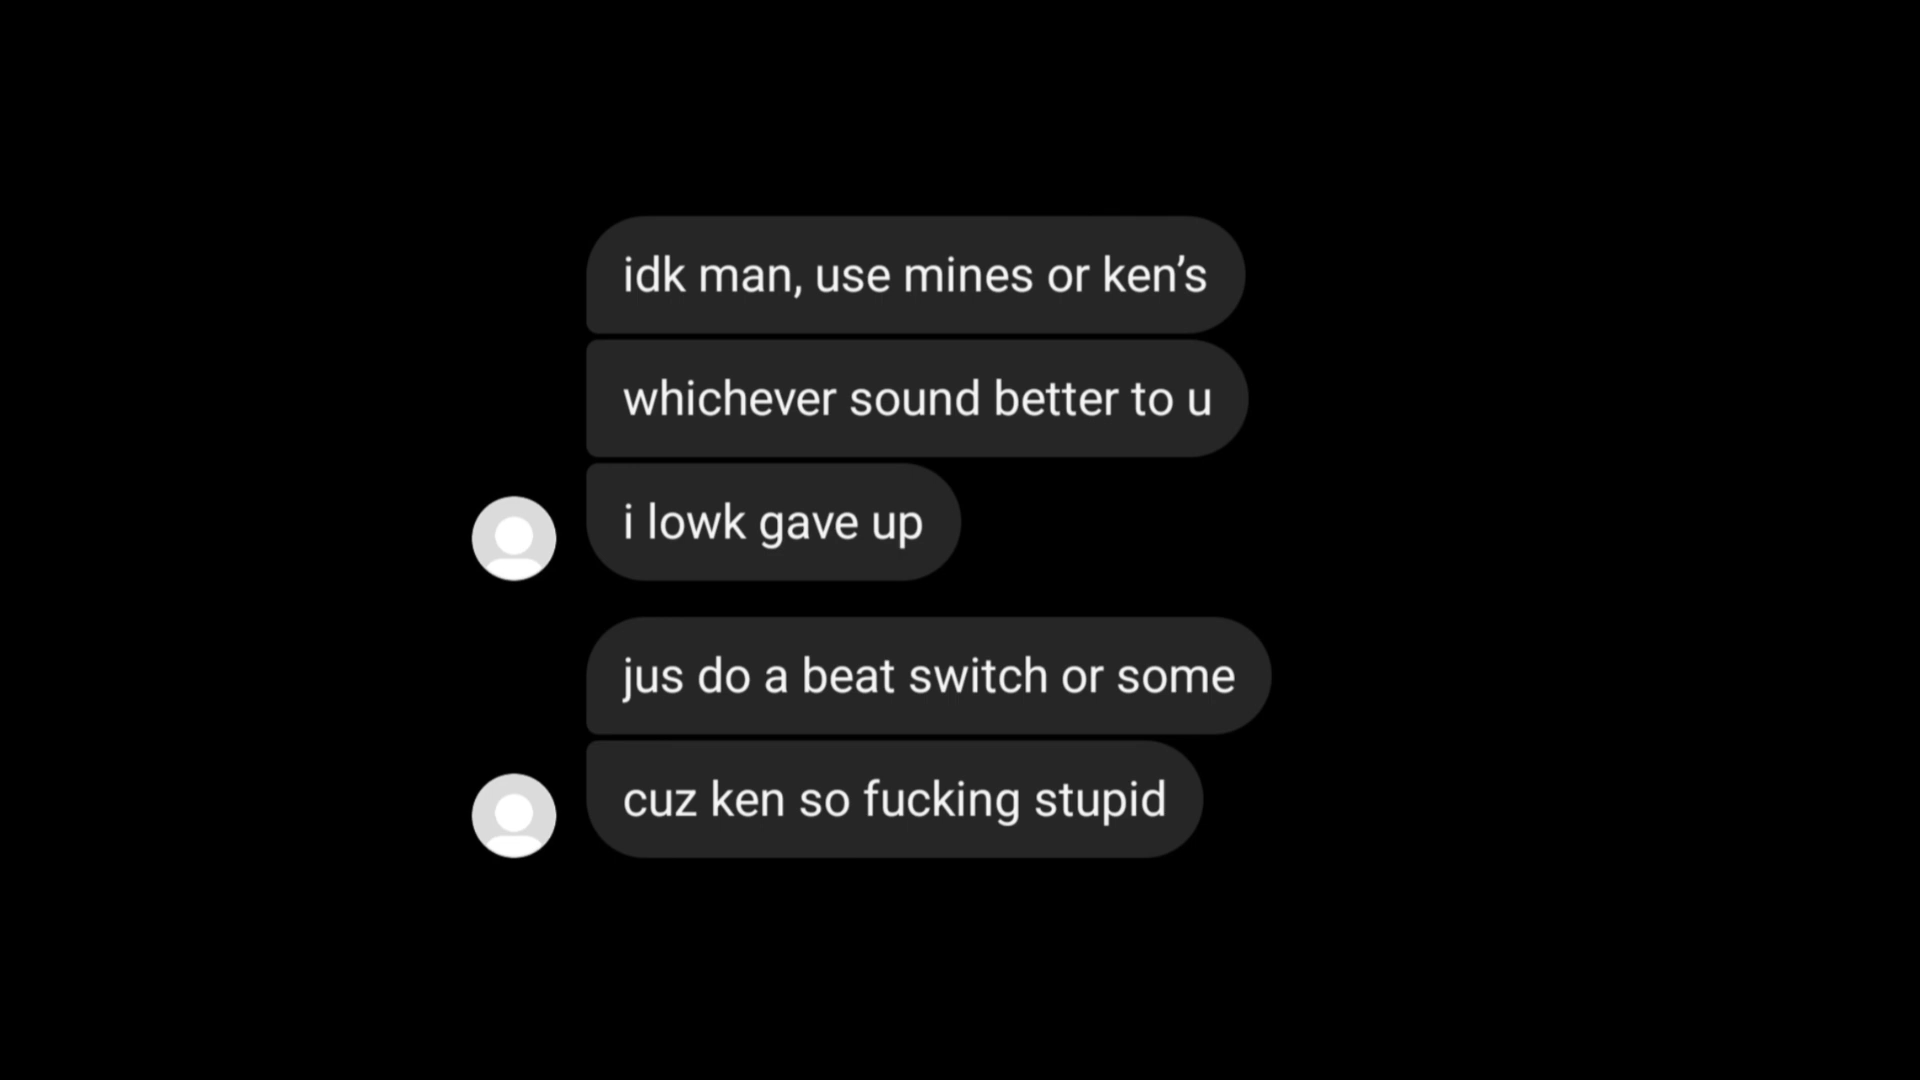 idk man, use mines or ken’s
whichever sound better to u
i lowk gave up
jus do a beat switch or some
cuz ken so fucking stupid